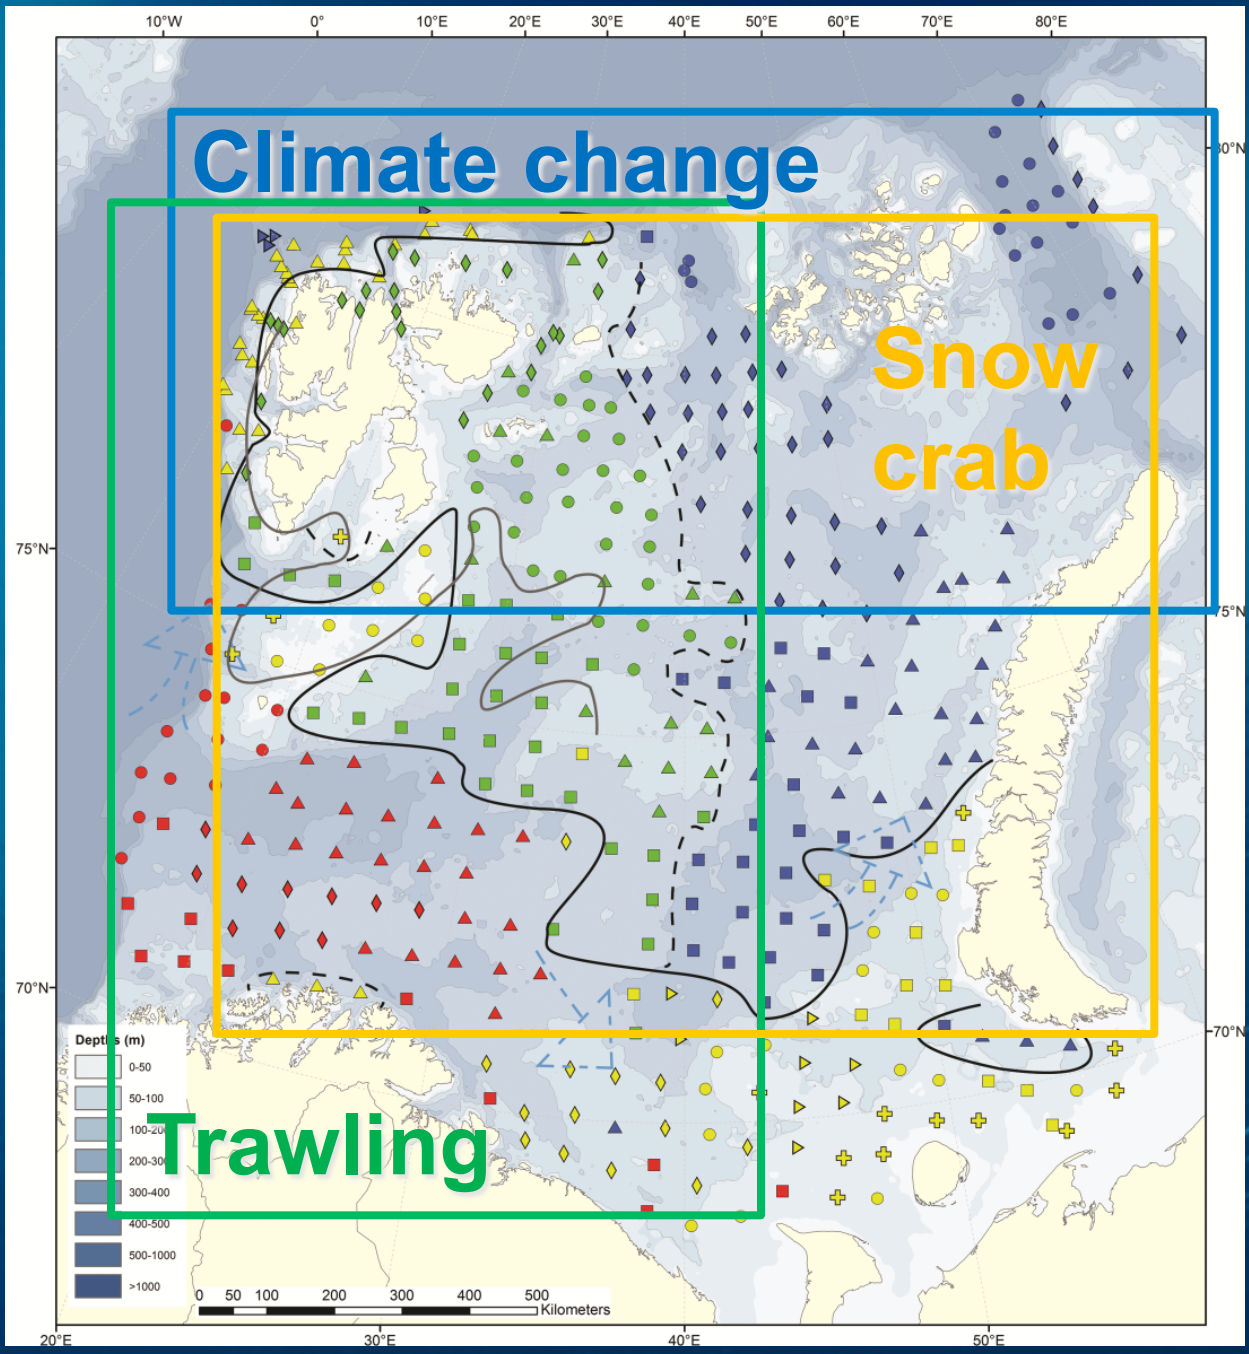 10°W 0° 10°E 20°E 30°E 40°E 50°E 60°E 70°E 80°E
Climate change
80°N
Snow
crab
75°N
75°N
70°N
70°N
Depths (m)
0-50
50-100
100-200
200-300
300-400
400-500
500-1000
>1000
Trawling
0 50 100 200 300 400 500
Kilometers
20°E 30°E 40°E 50°E